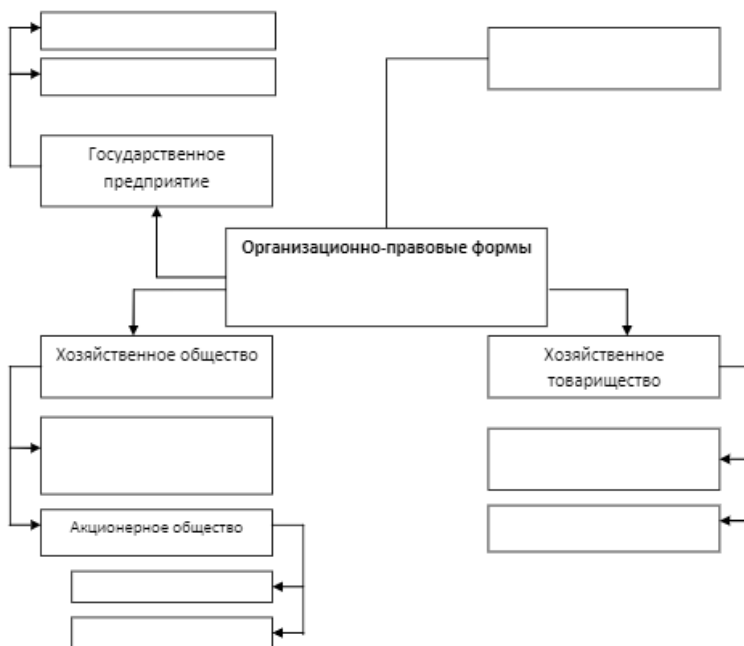 Государственное
предприятие
Организационно-правовые формы
Хозяйственное общество
Хозяйственное
товарищество
Акционерное общество